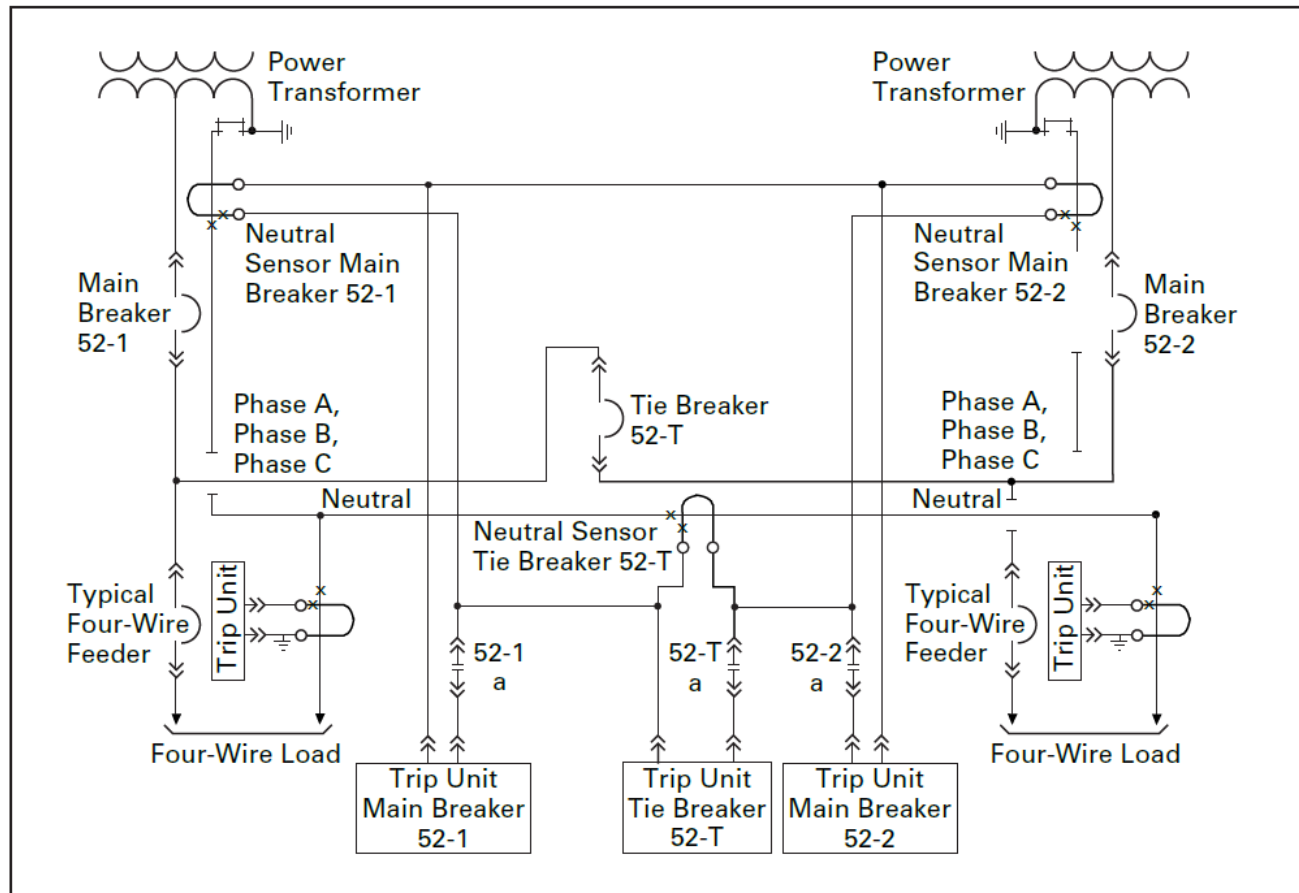 Power
Transformer
Power
Transformer
Neutral
Sensor Main
Breaker 52-1
Neutral
Sensor Main
Breaker 52-2
Main
Breaker
52-1
Main
Breaker
52-2
Phase A,
Phase B,
Phase C
Tie Breaker
52-T
Phase A,
Phase B,
Phase C
Neutral
Neutral
Neutral Sensor
Tie Breaker 52-T
Typical
Four-Wire
Feeder
Trip Unit
52-1
a
52-T
a
52-2
a
Typical
Four-Wire
Feeder
Trip Unit
Four-Wire Load
Four-Wire Load
Trip Unit
Main Breaker
52-1
Trip Unit
Tie Breaker
52-T
Trip Unit
Main Breaker
52-2